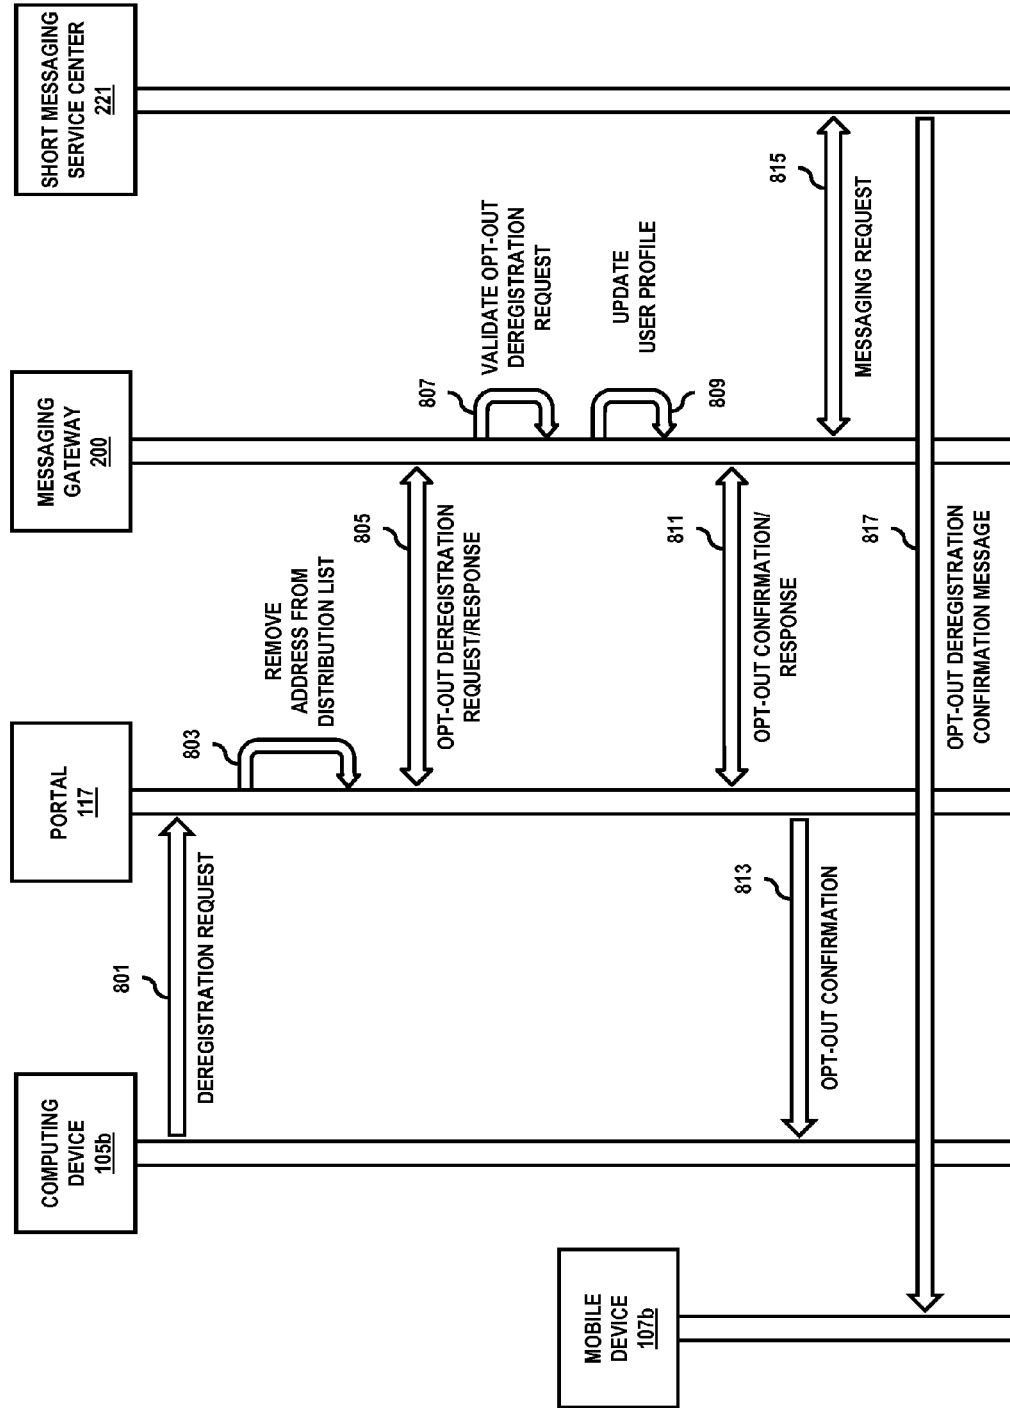 MOBILE
DEVICE
107b
COMPUTING
DEVICE
105b
PORTAL
117
MESSAGING
GATEWAY
200
SHORT MESSAGING
SERVICE CENTER
221
801
DEREGISTRATION REQUEST
803
REMOVE
ADDRESS FROM
DISTRIBUTION LIST
805
OPT-OUT DEREGISTRATION
REQUEST/RESPONSE
807
VALIDATE OPT-OUT
DEREGISTRATION
REQUEST
809
UPDATE
USER PROFILE
811
OPT-OUT CONFIRMATION/
RESPONSE
813
OPT-OUT CONFIRMATION
815
MESSAGING REQUEST
817
OPT-OUT DEREGISTRATION
CONFIRMATION MESSAGE